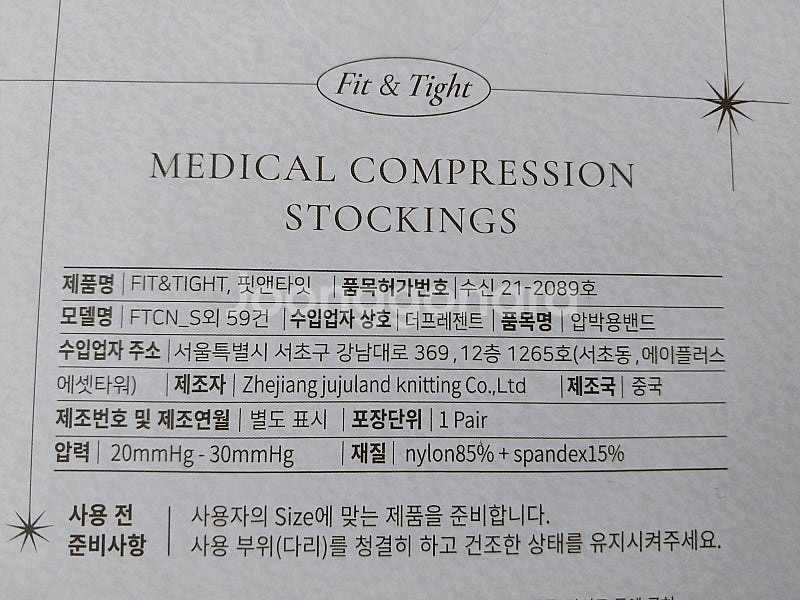 Fit & Tight
MEDICAL COMPRESSION
STOCKINGS
제품명 | FIT&TIGHT, 핏앤타잇 | 품목허가번호 | 수신 21-2089호
모델명 | FTCN_S외 59건 | 수입업자 상호 | 더프레젠트 | 품목명 | 압박용밴드
수입업자 주소 | 서울특별시 서초구 강남대로 369, 12층 1265호(서초동, 에이플러스
에셋타워) | 제조자 | Zhejiang jujuland knitting Co., Ltd | 제조국 | 중국
제조번호 및 제조연월 | 별도 표시 | 포장단위 | 1 Pair
압력 | 20mmHg - 30mmHg | 재질 | nylon85% + spandex15%
사용 전 | 사용자의 Size에 맞는 제품을 준비합니다.
준비사항 | 사용 부위(다리)를 청결히 하고 건조한 상태를 유지시켜주세요.